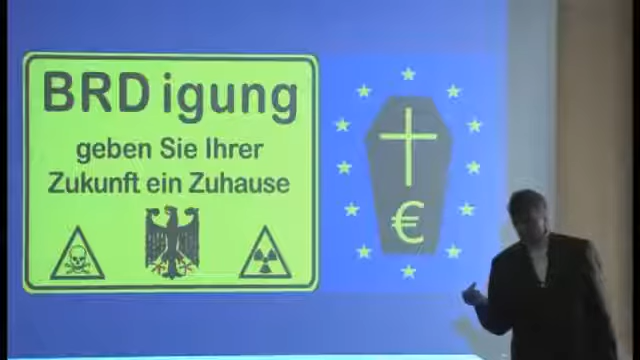 BRDigung
geben Sie Ihrer
Zukunft ein Zuhause
€